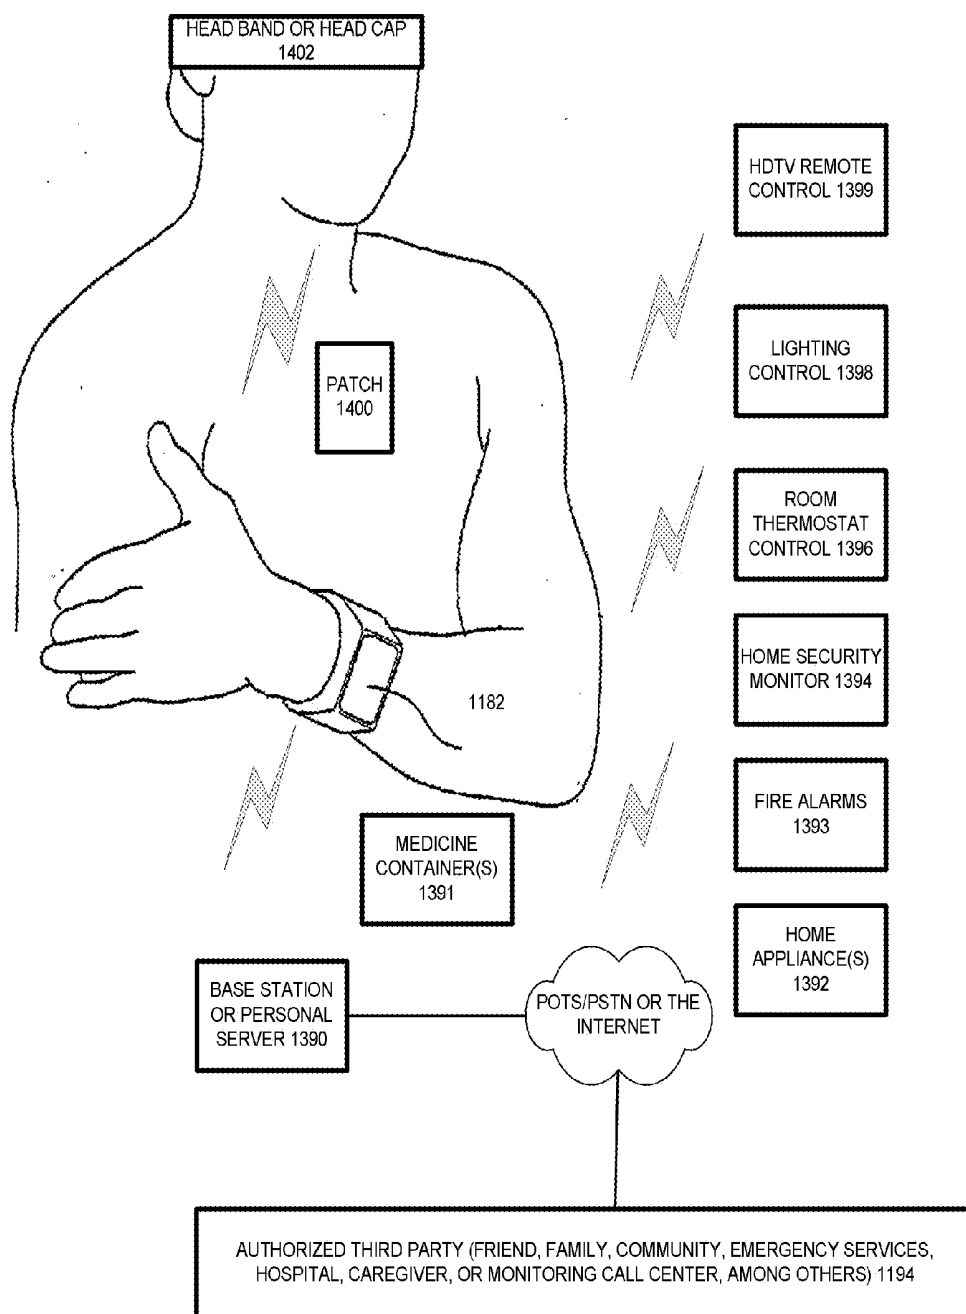 HEAD BAND OR HEAD CAP
1402
HDTV REMOTE
CONTROL 1399
LIGHTING
CONTROL 1398
PATCH
1400
ROOM
THERMOSTAT
CONTROL 1396
HOME SECURITY
MONITOR 1394
1182
FIRE ALARMS
1393
MEDICINE
CONTAINER(S)
1391
HOME
APPLIANCE(S)
1392
BASE STATION
OR PERSONAL
SERVER 1390
POTS/PSTN OR THE
INTERNET
AUTHORIZED THIRD PARTY (FRIEND, FAMILY, COMMUNITY, EMERGENCY SERVICES,
HOSPITAL, CAREGIVER, OR MONITORING CALL CENTER, AMONG OTHERS) 1194